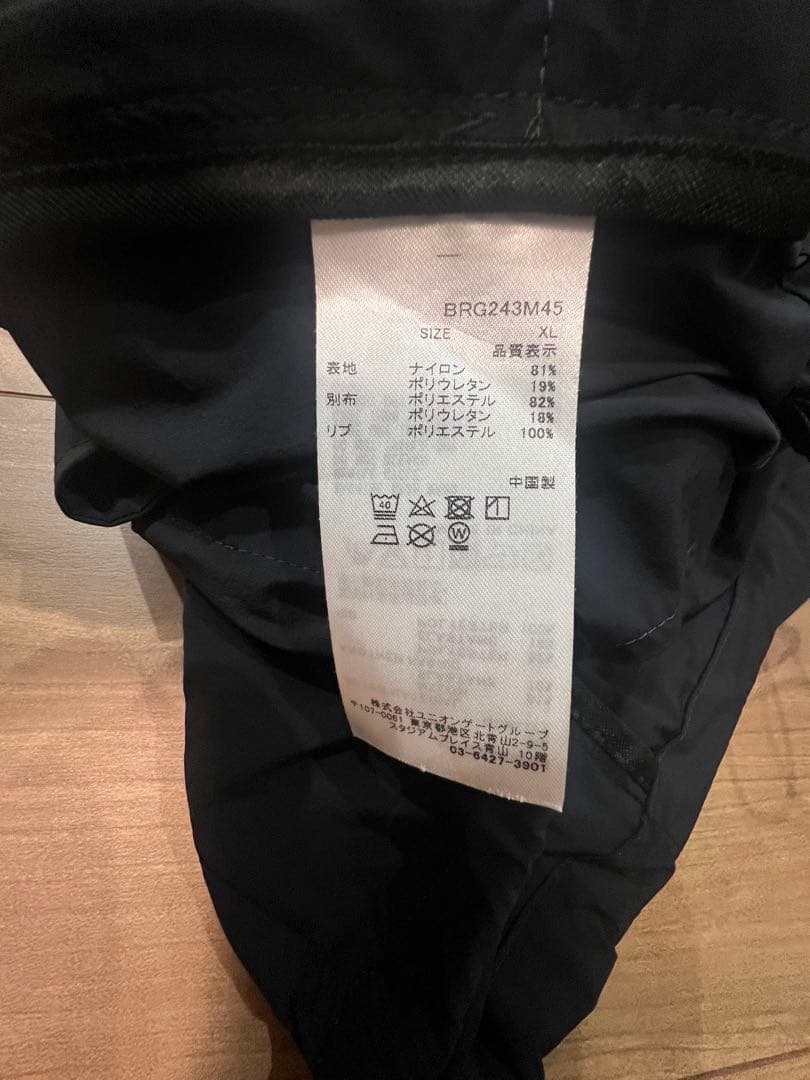 BRG243M45
SIZE XL
品質表示
表地 ナイロン 81%
ポリウレタン 19%
別布 ポリエステル 82%
ポリウレタン 18%
リブ ポリエステル 100%
中国製
40
W
株式会社ユニオンゲートグループ
〒107-0061 東京都港区北青山2-9-5
スタジアムプレイス青山 10階
03-6427-3901